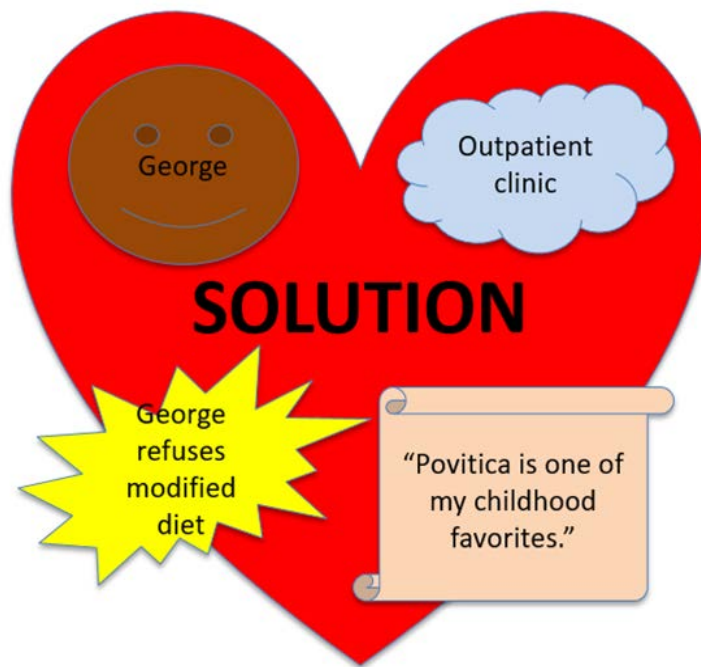 George
Outpatient
clinic
SOLUTION
George
refuses
modified
diet
“Povitica is one of
my childhood
favorites.”